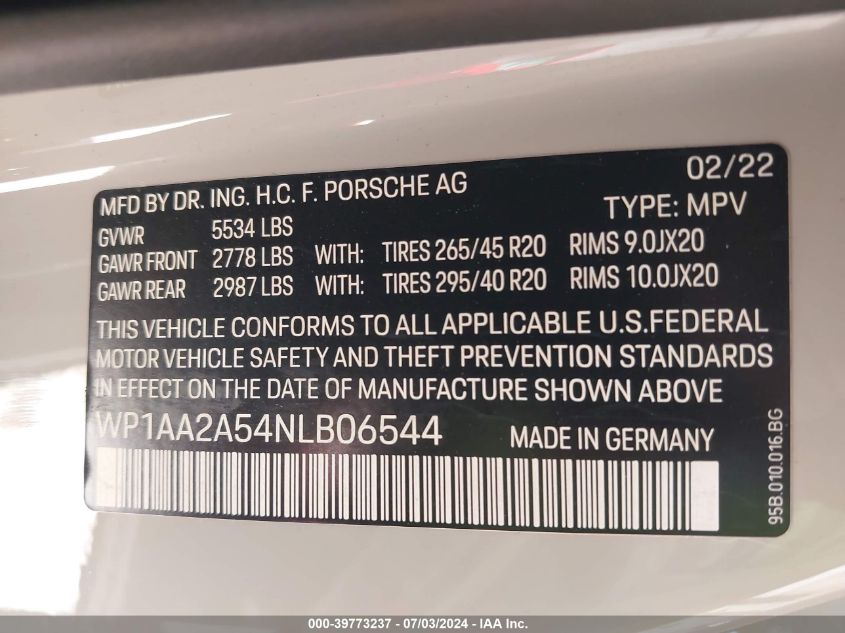 02/22
MFD BY DR. ING. H.C. F. PORSCHE AG
TYPE: MPV
GVWR 5534 LBS
GAWR FRONT 2778 LBS WITH: TIRES 265/45 R20 RIMS 9.0JX20
GAWR REAR 2987 LBS WITH: TIRES 295/40 R20 RIMS 10.0JX20
THIS VEHICLE CONFORMS TO ALL APPLICABLE U.S.FEDERAL
MOTOR VEHICLE SAFETY AND THEFT PREVENTION STANDARDS
IN EFFECT ON THE DATE OF MANUFACTURE SHOWN ABOVE
WP1AA2A54NLB06544 MADE IN GERMANY
95B.010.016.BG
000-39773237 - 07/03/2024 - IAA Inc.